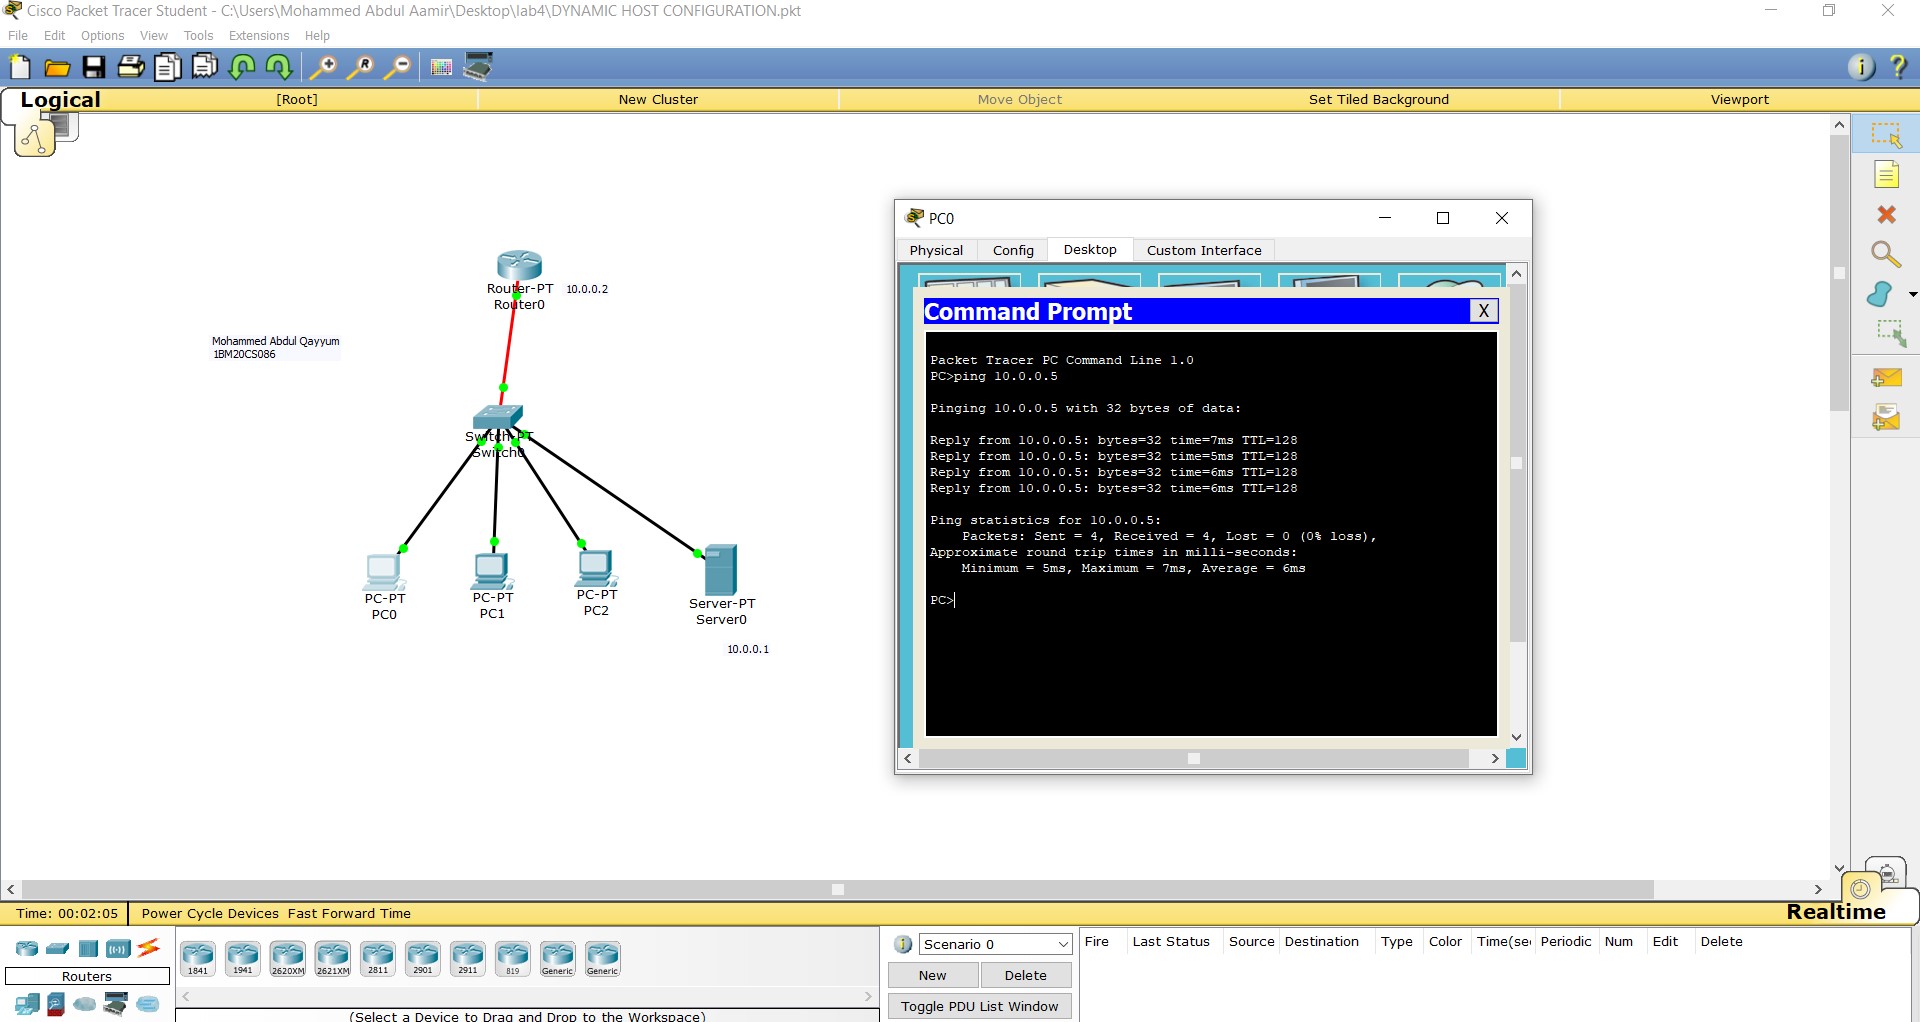 Cisco Packet Tracer Student - C:\Users\Mohammed Abdul Aamir\Desktop\lab4\DYNAMIC HOST CONFIGURATION.pkt
File Edit Options View Tools Extensions Help
Logical [Root] New Cluster Move Object Set Tiled Background Viewport
Router-PT
Router0
10.0.0.2
Mohammed Abdul Qayyum
1BM20CS086
Switch-PT
Switch0
PC-PT
PC0
PC-PT
PC1
PC-PT
PC2
Server-PT
Server0
10.0.0.1
PC0
Physical Config Desktop Custom Interface
Command Prompt X
Packet Tracer PC Command Line 1.0
PC>ping 10.0.0.5
Pinging 10.0.0.5 with 32 bytes of data:
Reply from 10.0.0.5: bytes=32 time=7ms TTL=128
Reply from 10.0.0.5: bytes=32 time=5ms TTL=128
Reply from 10.0.0.5: bytes=32 time=6ms TTL=128
Reply from 10.0.0.5: bytes=32 time=6ms TTL=128
Ping statistics for 10.0.0.5:
Packets: Sent = 4, Received = 4, Lost = 0 (0% loss),
Approximate round trip times in milli-seconds:
Minimum = 5ms, Maximum = 7ms, Average = 6ms
PC>
Time: 00:02:05 Power Cycle Devices Fast Forward Time
Realtime
Routers
1841 1941 2620XM 2621XM 2811 2901 2911 819 Generic Generic
(Select a Device to Drag and Drop to the Workspace)
Scenario 0
New Delete
Toggle PDU List Window
Fire Last Status Source Destination Type Color Time(se Periodic Num Edit Delete